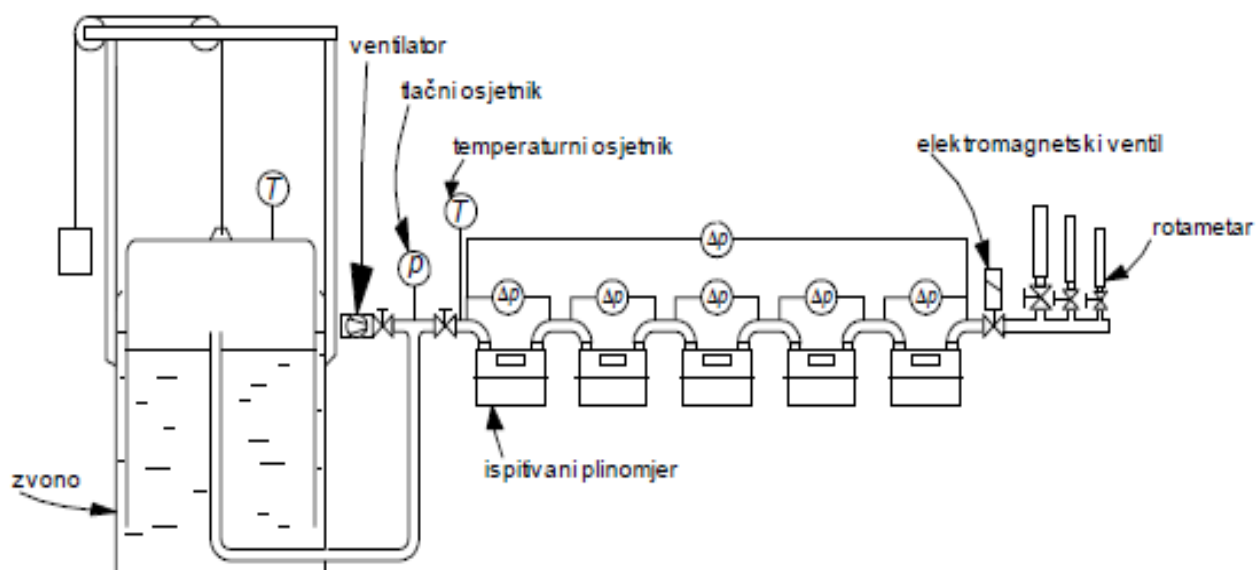 ventilator
tlačni osjetnik
temperaturni osjetnik
elektromagnetski ventil
rotametar
T
T
p
Δp
Δp
Δp
Δp
Δp
Δp
ispitivani plinomjer
zvono